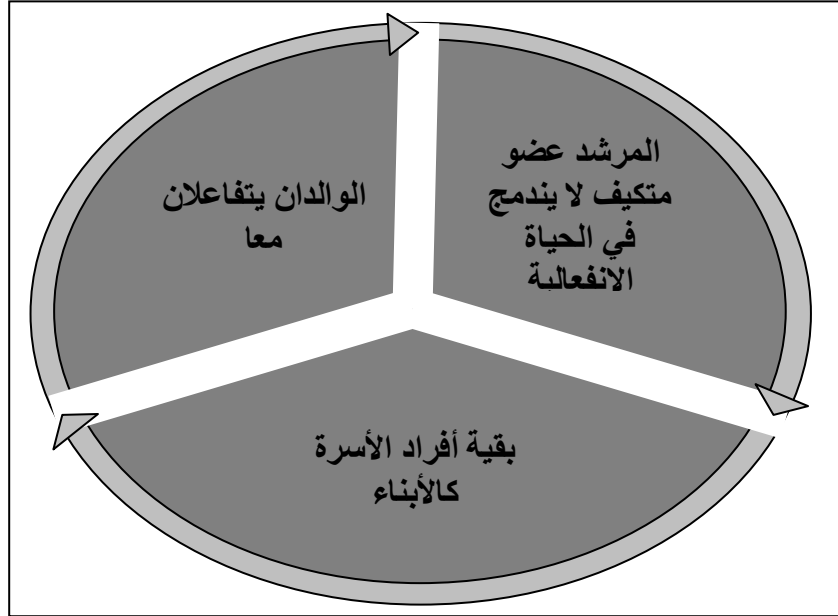 المرشد عضو
متكيف لا يندمج
في الحياة
الانفعالية
الوالدان يتفاعلان
معا
بقية أفراد الأسرة
كالأبناء